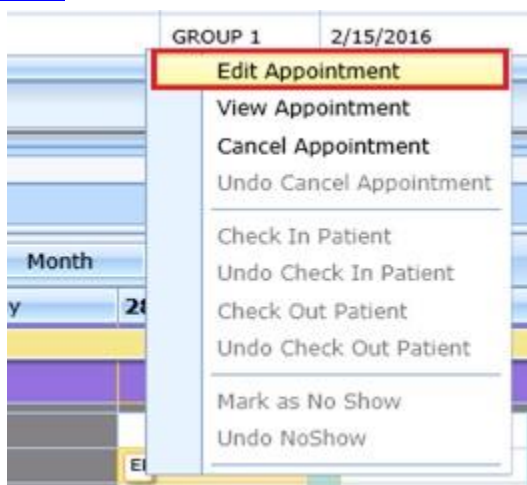 GROUP 1 2/15/2016
Edit Appointment
View Appointment
Cancel Appointment
Undo Cancel Appointment
Check In Patient
Undo Check In Patient
Month
Check Out Patient
y 28
Undo Check Out Patient
Mark as No Show
Undo NoShow